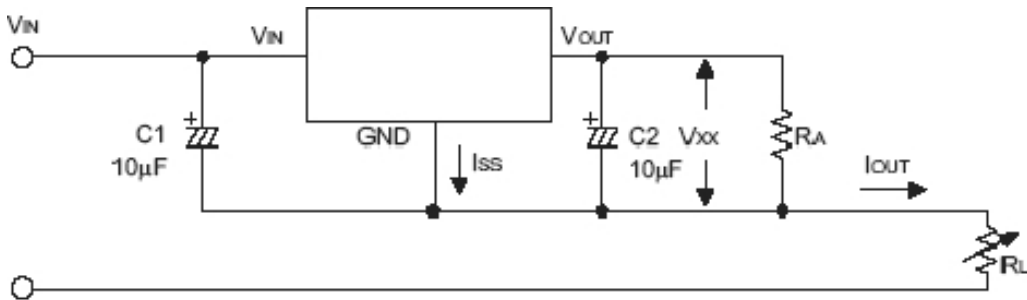 VIN
VIN
VOUT
C1
10µF
GND
ISS
C2
10µF
VXX
RA
IOUT
RL